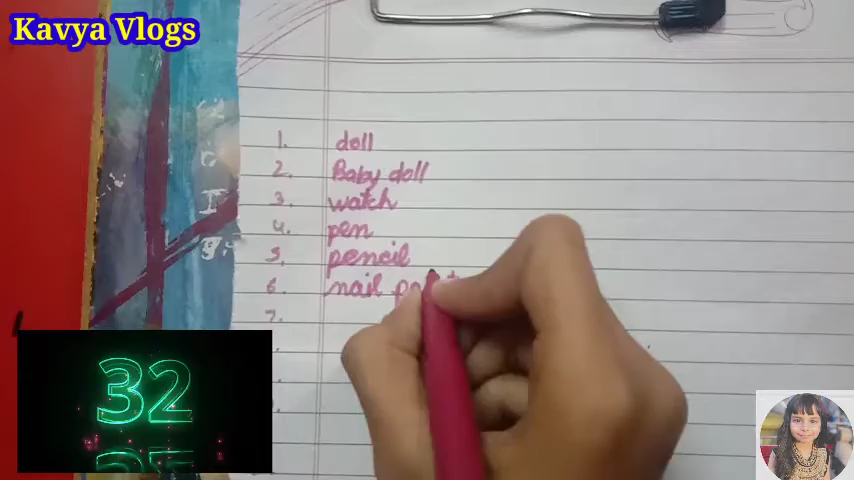 Kavya Vlogs
1. doll
2. Baby doll
3. watch
4. pen
5. pencil
6. nail
7.
32